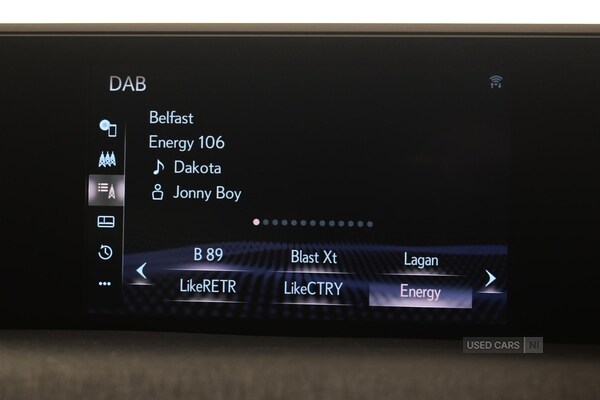 DAB
Belfast
Energy 106
Dakota
Jonny Boy
B 89 Blast Xt Lagan
LikeRETR LikeCTRY Energy
USED CARS NI